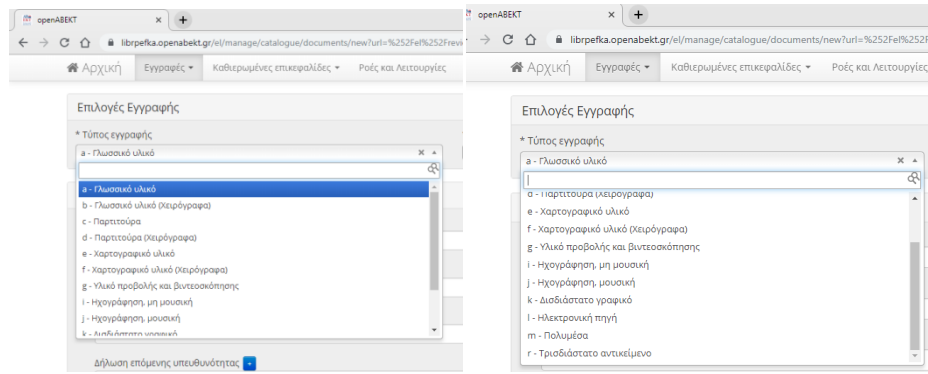 openABEKT
librpefka.openabekt.gr/el/manage/catalogue/documents/new?url=%252Fel%252Frevi
Αρχική Εγγραφές Καθιερωμένες επικεφαλίδες Ροές και Λειτουργίες
Επιλογές Εγγραφής
* Τύπος εγγραφής
a - Γλωσσικό υλικό
a - Γλωσσικό υλικό
b - Γλωσσικό υλικό (Χειρόγραφα)
c - Παρτιτούρα
d - Παρτιτούρα (Χειρόγραφα)
e - Χαρτογραφικό υλικό
f - Χαρτογραφικό υλικό (Χειρόγραφα)
g - Υλικό προβολής και βιντεοσκόπησης
i - Ηχογράφηση, μη μουσική
j - Ηχογράφηση, μουσική
k - Δισδιάστατο γραφικό
Δήλωση επόμενης υπευθυνότητας
openABEKT
librpefka.openabekt.gr/el/manage/catalogue/documents/new?url=%252Fel%252F
Αρχική Εγγραφές Καθιερωμένες επικεφαλίδες Ροές και Λειτουργίες
Επιλογές Εγγραφής
* Τύπος εγγραφής
a - Γλωσσικό υλικό
d - Παρτιτούρα (Χειρόγραφα)
e - Χαρτογραφικό υλικό
f - Χαρτογραφικό υλικό (Χειρόγραφα)
g - Υλικό προβολής και βιντεοσκόπησης
i - Ηχογράφηση, μη μουσική
j - Ηχογράφηση, μουσική
k - Δισδιάστατο γραφικό
l - Ηλεκτρονική πηγή
m - Πολυμέσα
r - Τρισδιάστατο αντικείμενο